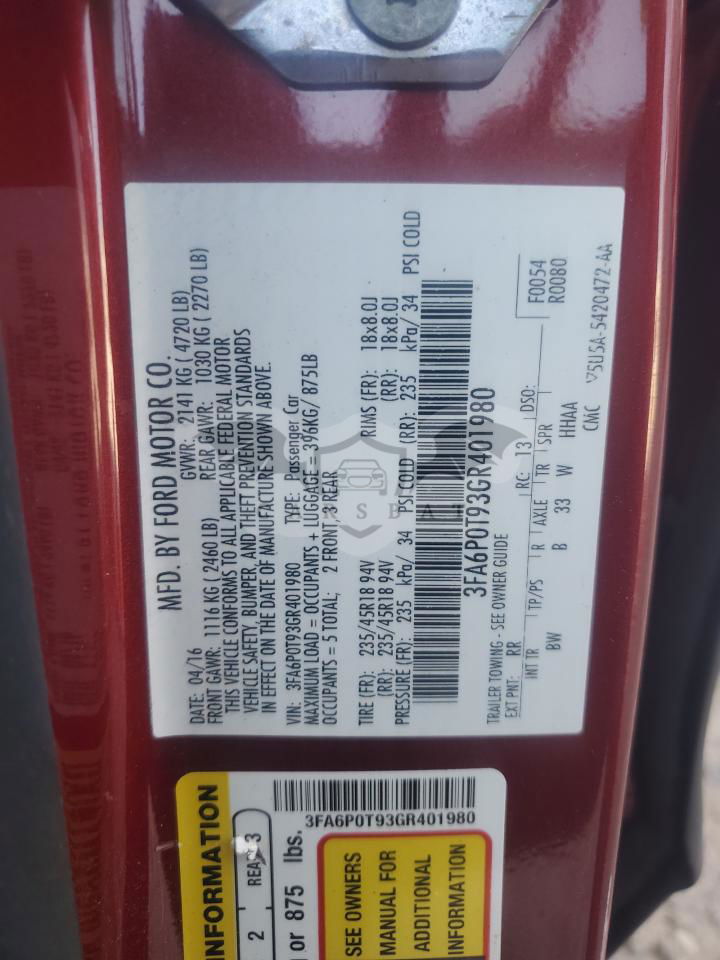 MFD. BY FORD MOTOR CO.
DATE: 04/16 GVWR: 2141 KG ( 4720 LB)
FRONT GAWR: 1116 KG ( 2460 LB) REAR GAWR: 1030 KG ( 2270 LB)
THIS VEHICLE CONFORMS TO ALL APPLICABLE FEDERAL MOTOR
VEHICLE SAFETY, BUMPER, AND THEFT PREVENTION STANDARDS
IN EFFECT ON THE DATE OF MANUFACTURE SHOWN ABOVE.
VIN: 3FA6P0T93GR401980 TYPE: Passenger Car
MAXIMUM LOAD = OCCUPANTS + LUGGAGE = 396KG/ 875LB
OCCUPANTS = 5 TOTAL; 2 FRONT 3 REAR
TIRE (FR): 235/45R18 94V RIMS (FR): 18x8.0J
(RR): 235/45R18 94V (RR): 18x8.0J
PRESSURE (FR): 235 kPa/ 34 PSI COLD (RR): 235 kPa/ 34 PSI COLD
3FA6P0T93GR401980
TRAILER TOWING - SEE OWNER GUIDE
EXT PNT: RR RC: 13 DSO: F0054
R0080
INT TR TP/PS R AXLE TR SPR
BW B 33 W HHAA
CMC 5U5A-5420472-AA
3FA6P0T93GR401980
INFORMATION
2 REAR 3
or 875 lbs.
SEE OWNERS
MANUAL FOR
ADDITIONAL
INFORMATION